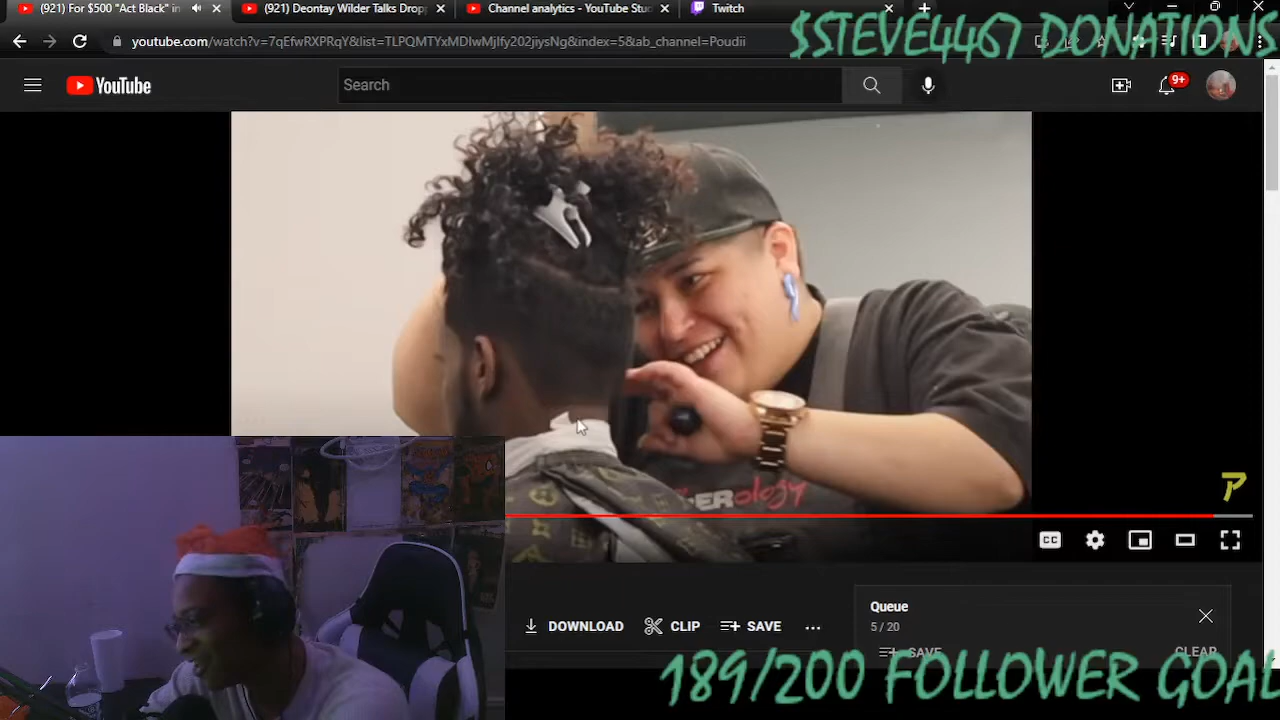 (921) For $500 "Act Black" in
(921) Deontay Wilder Talks Drop
Channel analytics - YouTube Stu
Twitch
$STEVE4467 DONATIONS
youtube.com/watch?v=7qEfwRXPRqY&list=TLPQMTYxMDIwMjIfy202jiysNg&index=5&ab_channel=Poudii
YouTube
Search
9+
P
CC
DOWNLOAD
CLIP
SAVE
...
Queue
5 / 20
SAVE
CLEAR
189/200 FOLLOWER GOAL